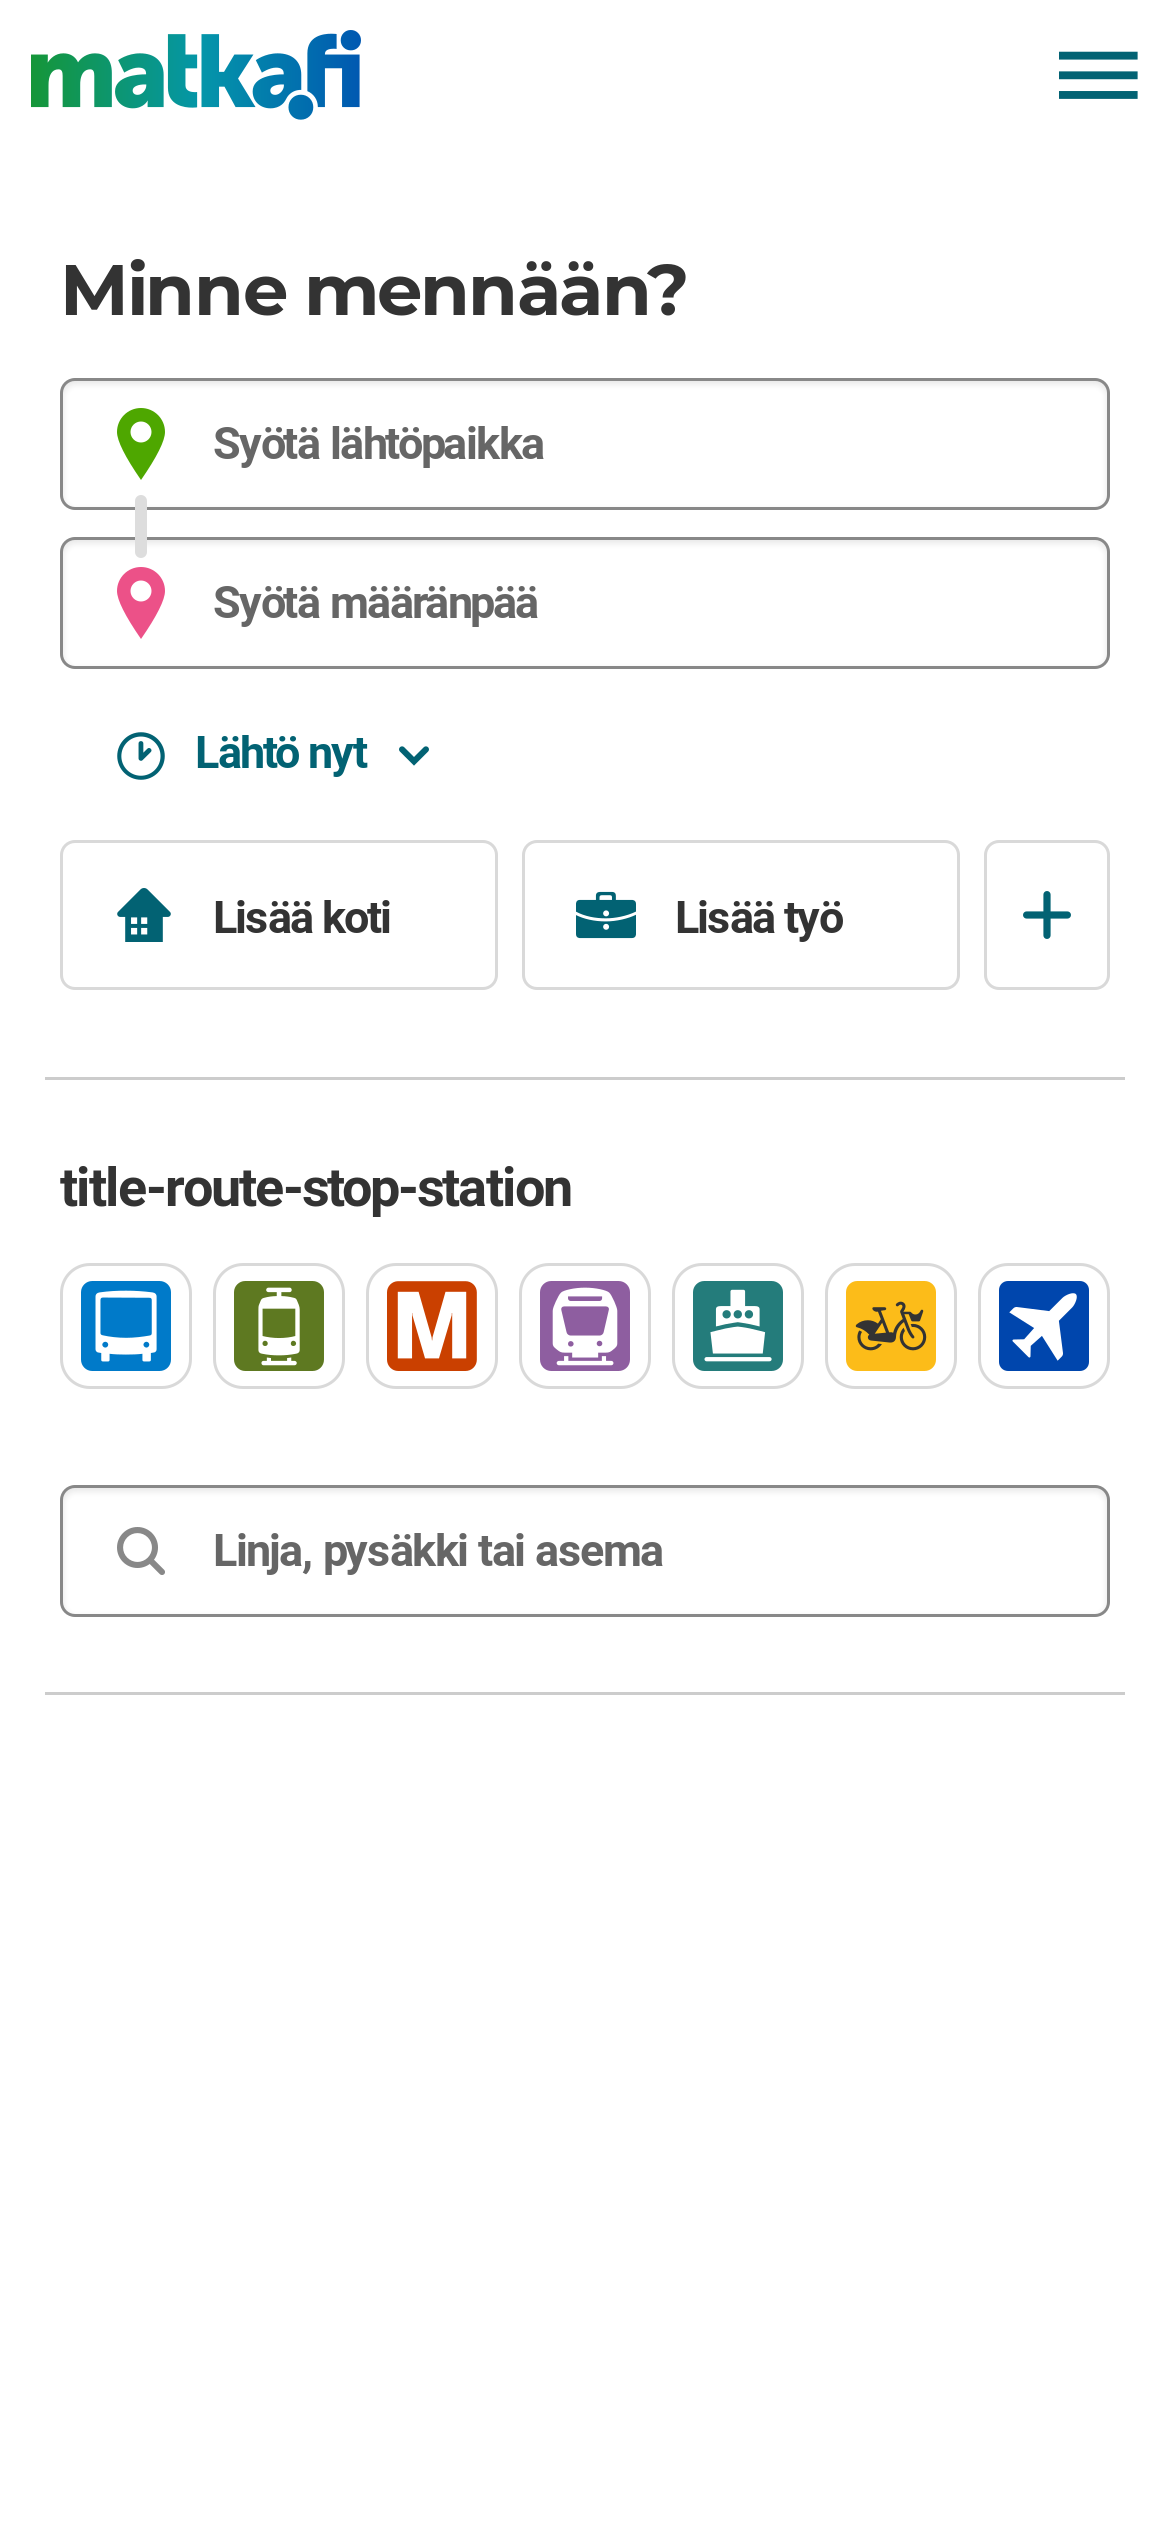 matka.fi
Minne mennään?
Syötä lähtöpaikka
Syötä määränpää
Lähtö nyt
Lisää koti
Lisää työ
title-route-stop-station
M
Linja, pysäkki tai asema